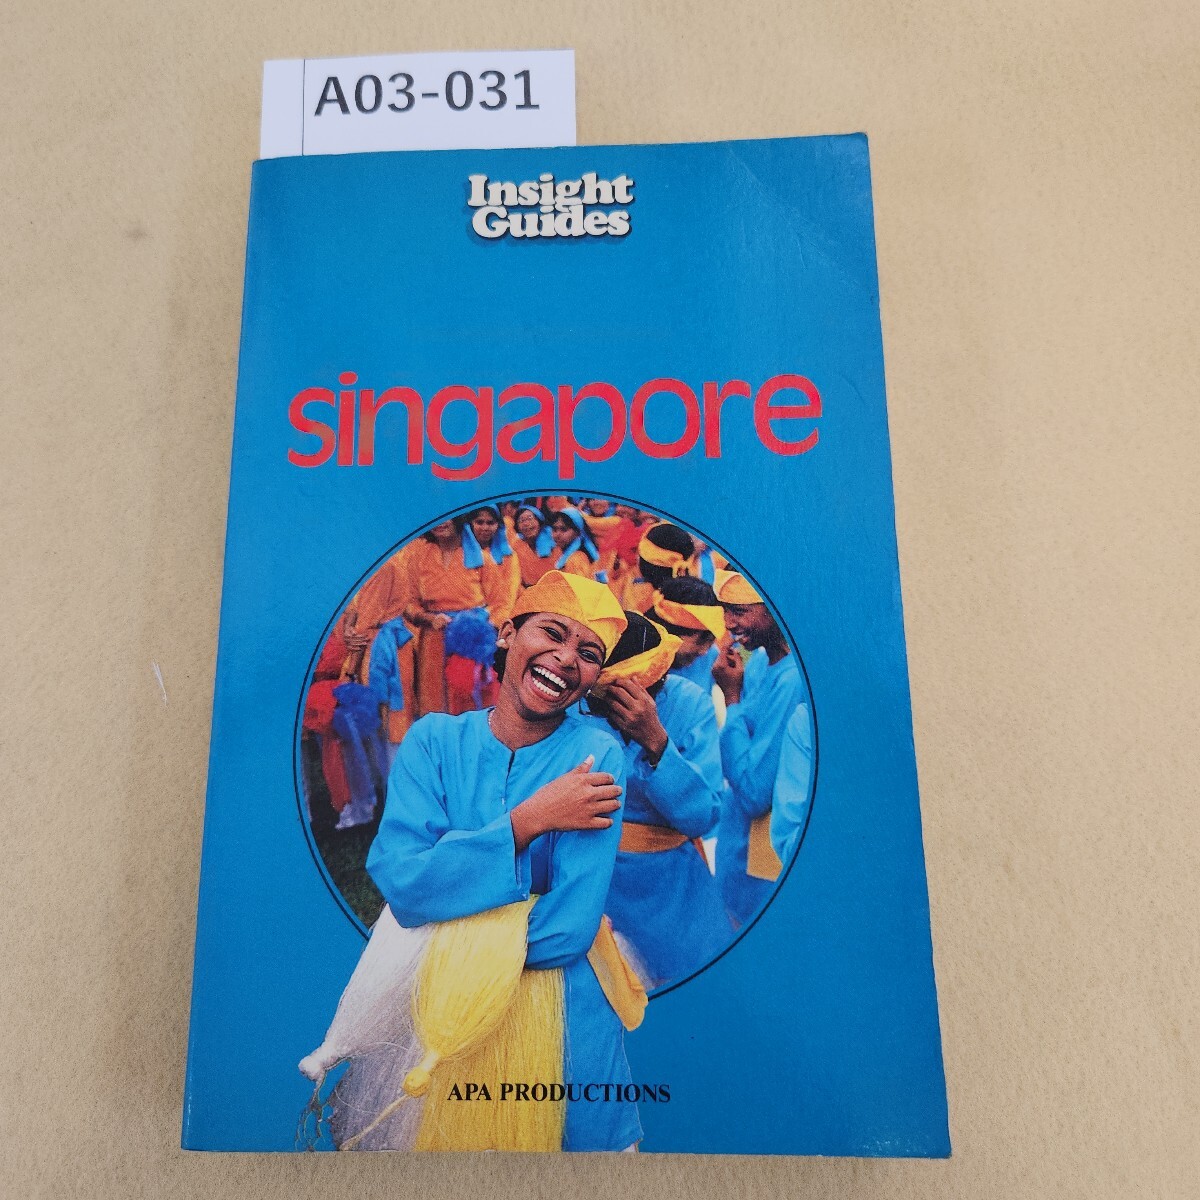 A03-031
Insight
Guides
singapore
APA PRODUCTIONS